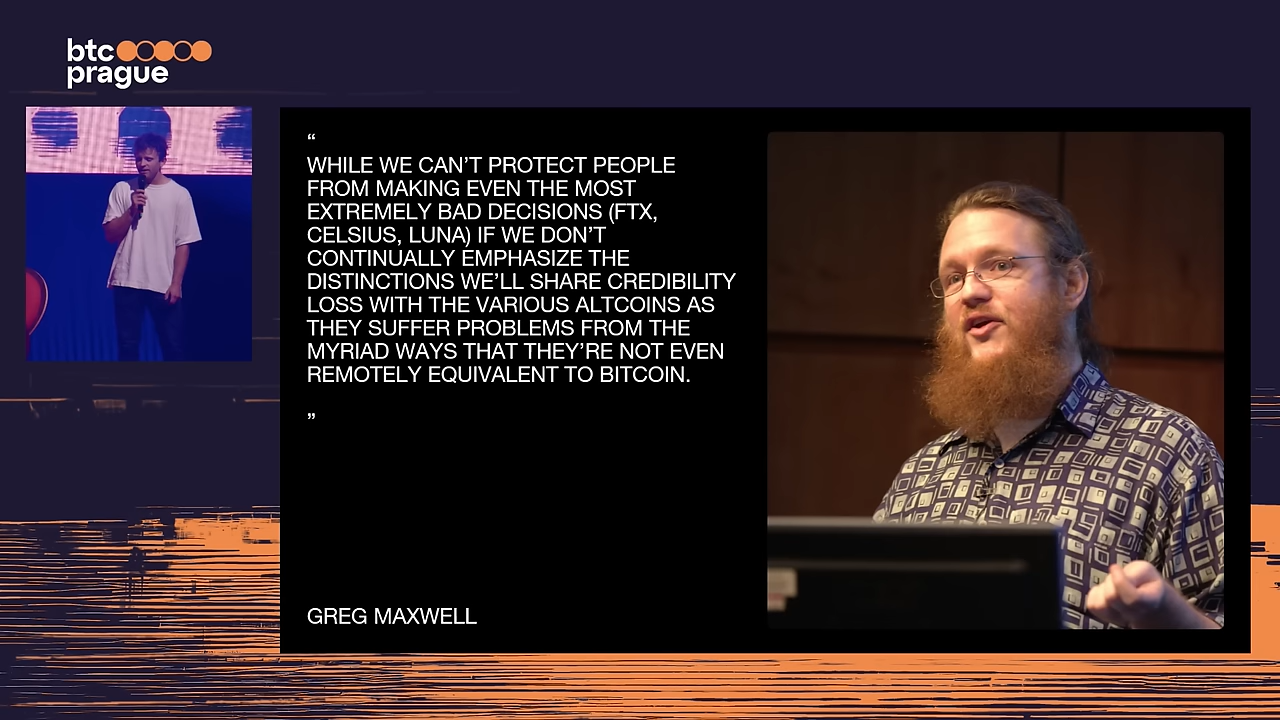 btc
prague
“
WHILE WE CAN’T PROTECT PEOPLE
FROM MAKING EVEN THE MOST
EXTREMELY BAD DECISIONS (FTX,
CELSIUS, LUNA) IF WE DON’T
CONTINUALLY EMPHASIZE THE
DISTINCTIONS WE’LL SHARE CREDIBILITY
LOSS WITH THE VARIOUS ALTCOINS AS
THEY SUFFER PROBLEMS FROM THE
MYRIAD WAYS THAT THEY’RE NOT EVEN
REMOTELY EQUIVALENT TO BITCOIN.
”
GREG MAXWELL